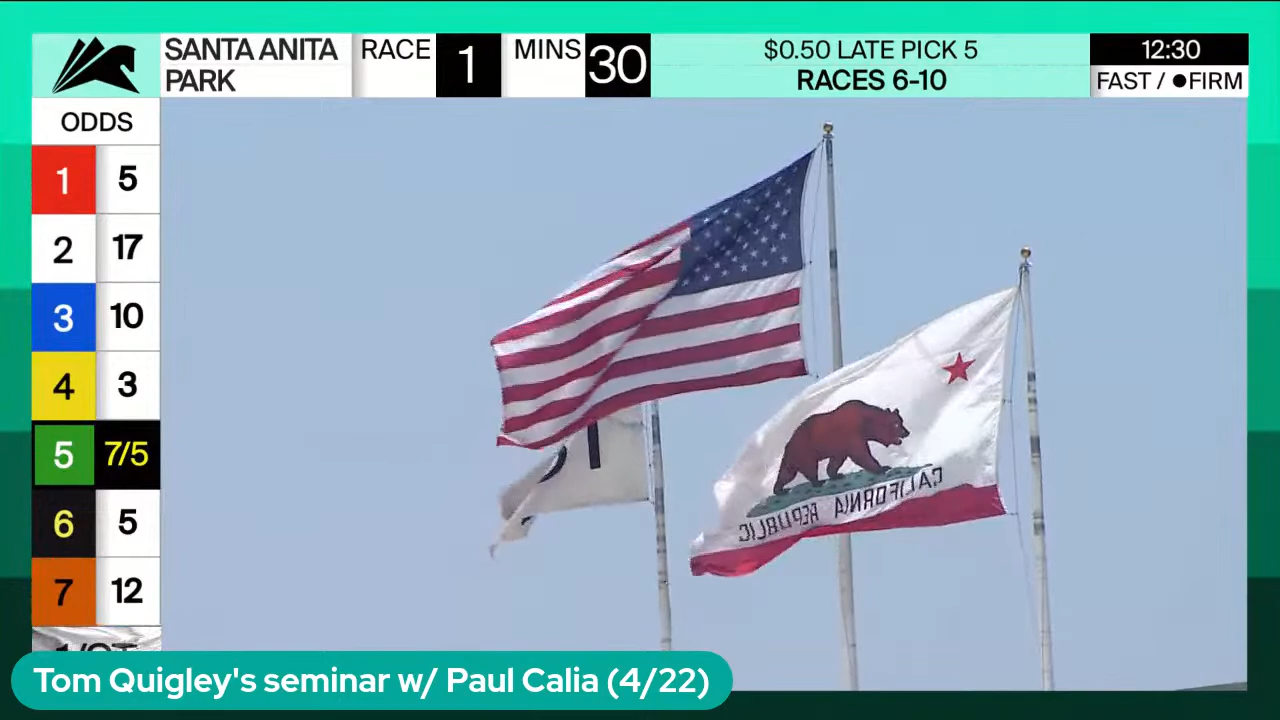 SANTA ANITA
PARK
RACE 1
MINS 30
$0.50 LATE PICK 5
RACES 6-10
12:30
FAST / ●FIRM
ODDS
1 5
2 17
3 10
4 3
5 7/5
6 5
7 12
CALIFORNIA REPUBLIC
Tom Quigley's seminar w/ Paul Calia (4/22)